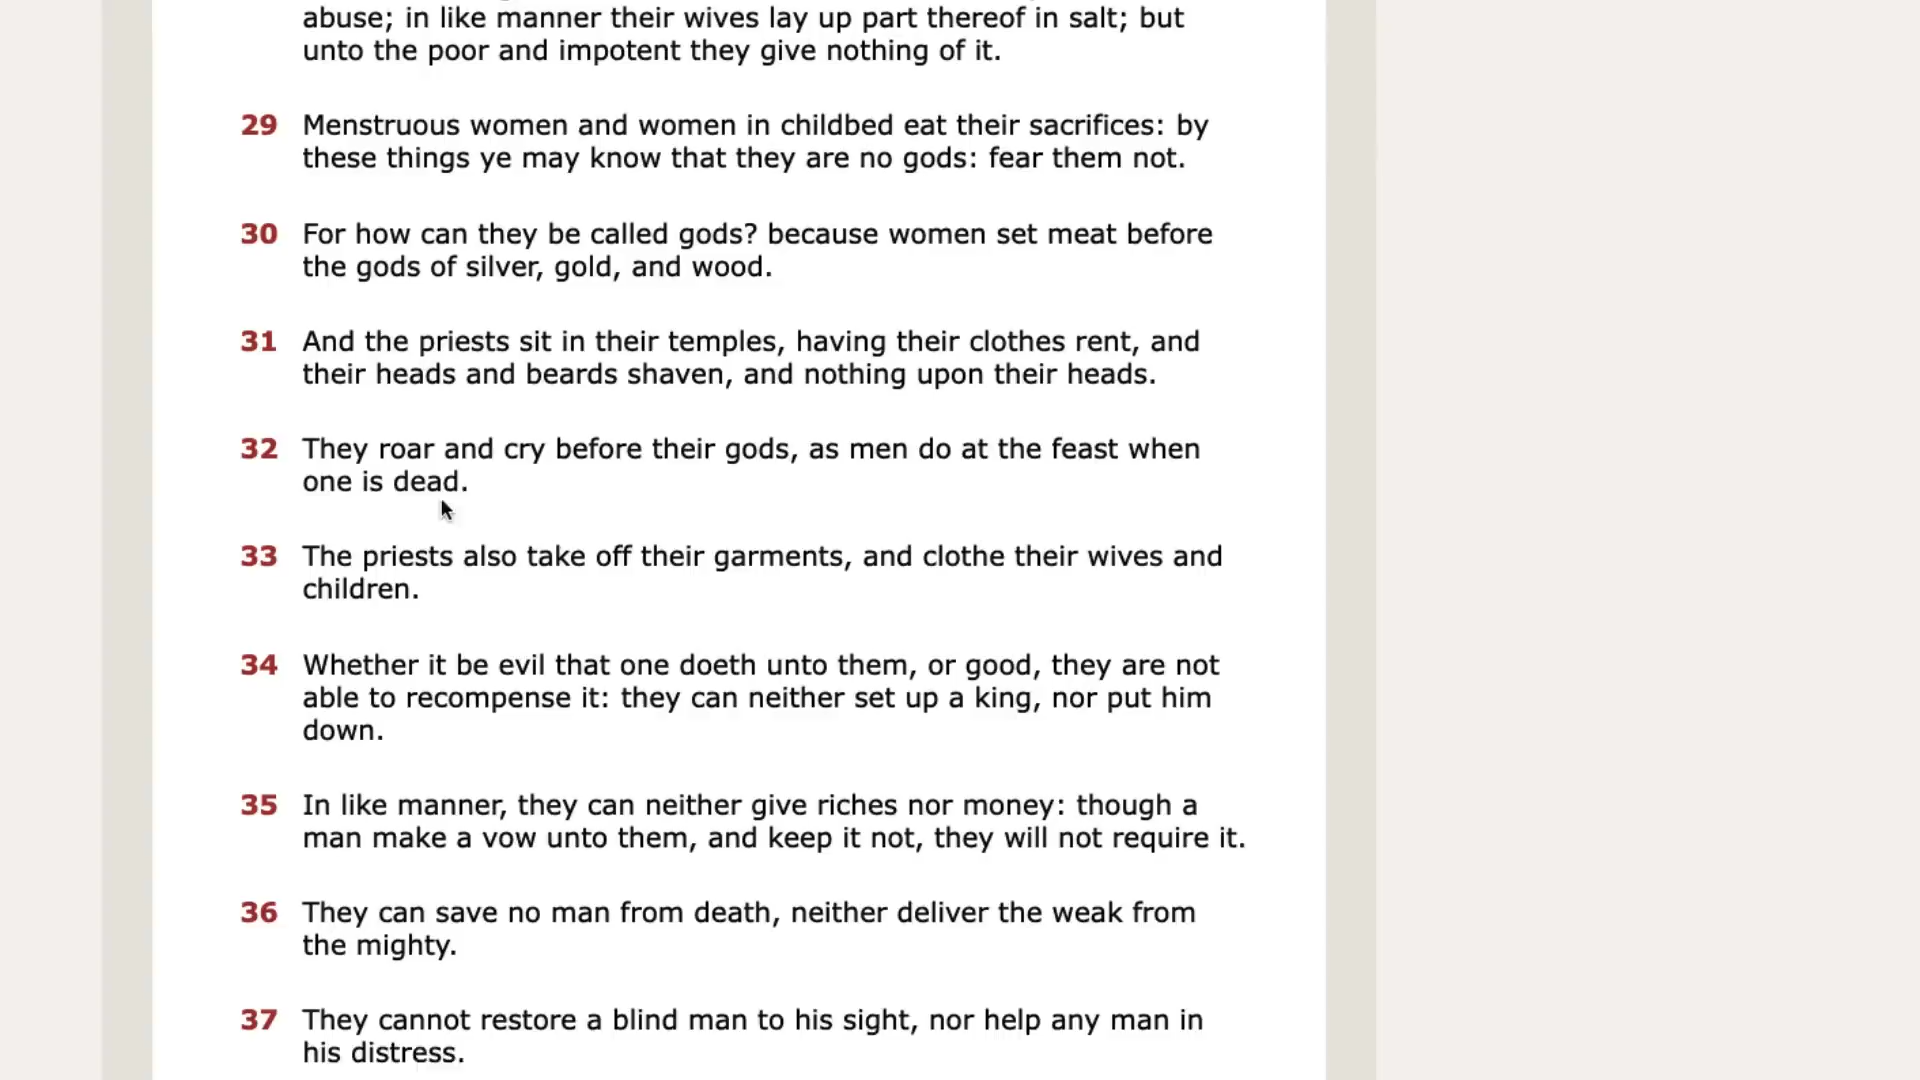 abuse; in like manner their wives lay up part thereof in salt; but
unto the poor and impotent they give nothing of it.
29 Menstruous women and women in childbed eat their sacrifices: by
these things ye may know that they are no gods: fear them not.
30 For how can they be called gods? because women set meat before
the gods of silver, gold, and wood.
31 And the priests sit in their temples, having their clothes rent, and
their heads and beards shaven, and nothing upon their heads.
32 They roar and cry before their gods, as men do at the feast when
one is dead.
33 The priests also take off their garments, and clothe their wives and
children.
34 Whether it be evil that one doeth unto them, or good, they are not
able to recompense it: they can neither set up a king, nor put him
down.
35 In like manner, they can neither give riches nor money: though a
man make a vow unto them, and keep it not, they will not require it.
36 They can save no man from death, neither deliver the weak from
the mighty.
37 They cannot restore a blind man to his sight, nor help any man in
his distress.